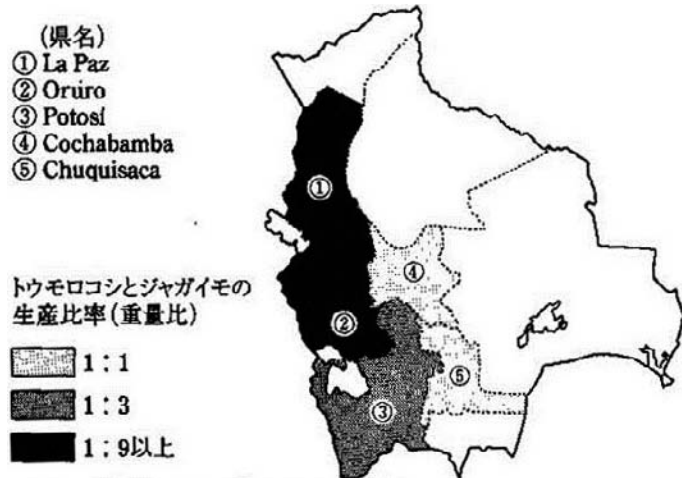 (県名)
① La Paz
② Oruro
③ Potosí
④ Cochabamba
⑤ Chuquisaca
トウモロコシとジャガイモの
生産比率(重量比)
1:1
1:3
1:9以上
①
④
②
⑤
③